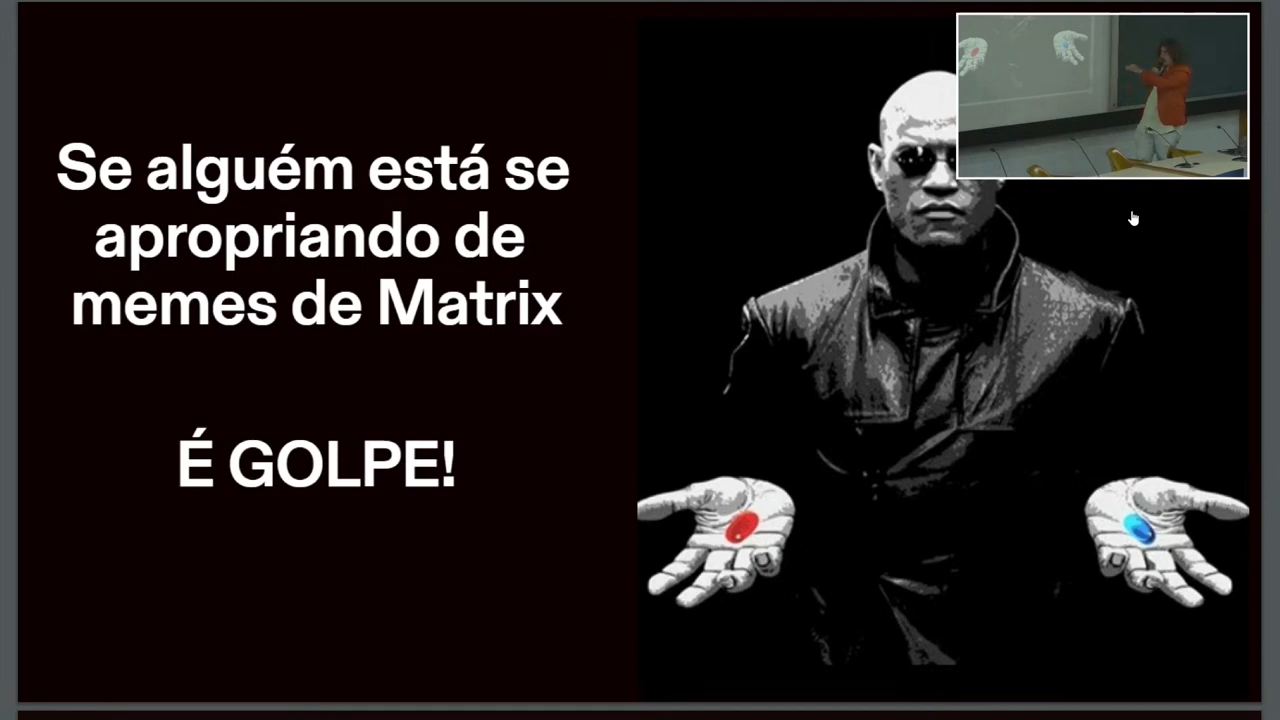 Se alguém está se
apropriando de
memes de Matrix
É GOLPE!